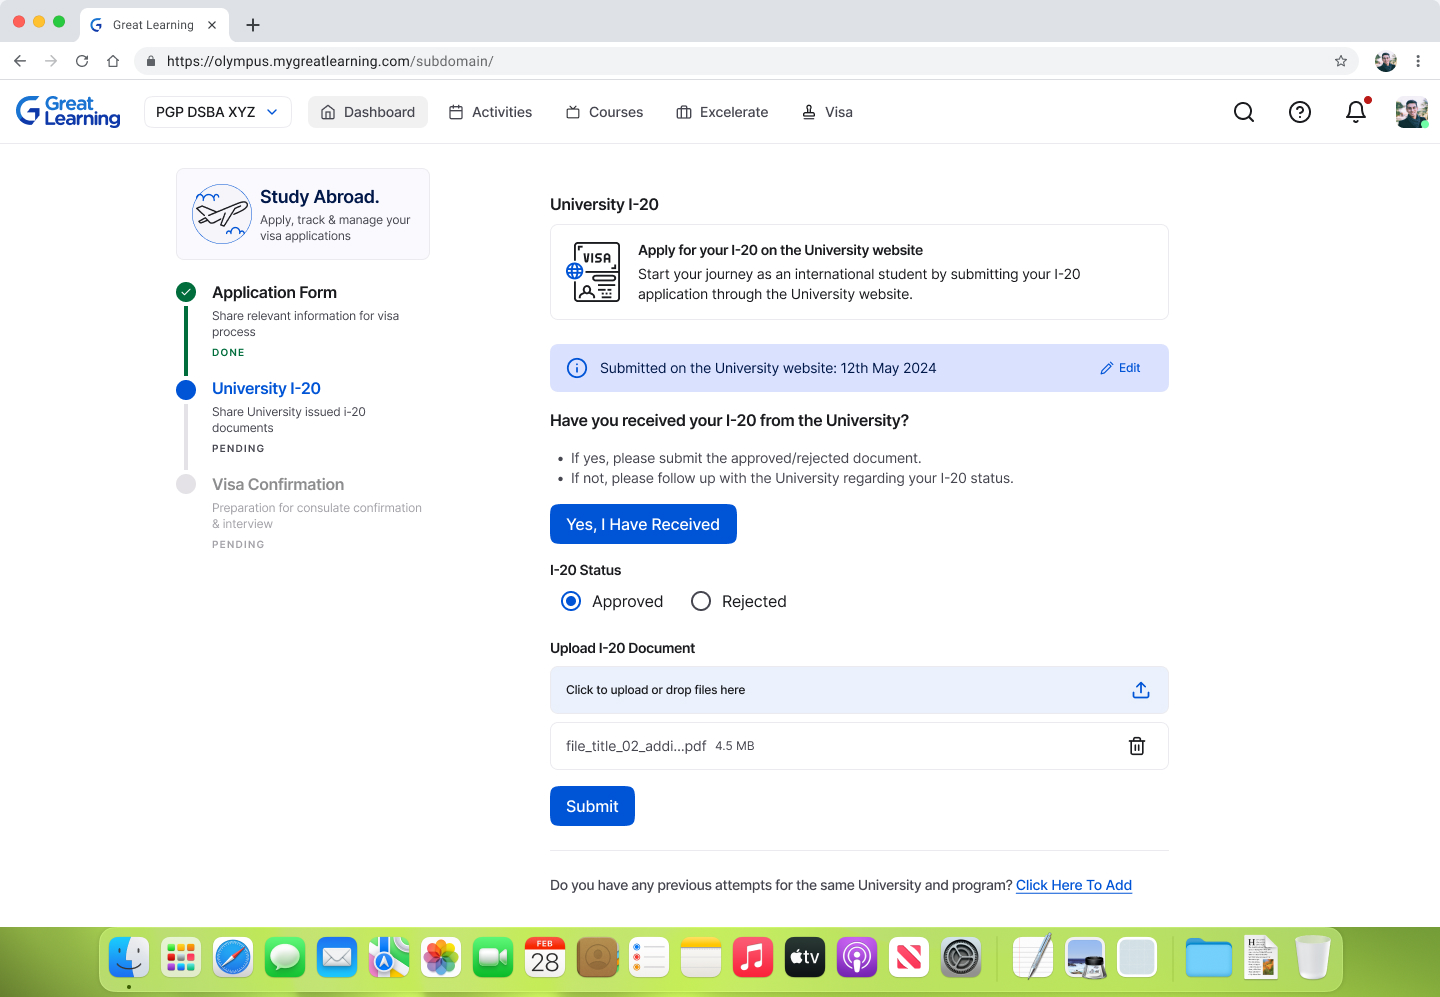 Great Learning
https://olympus.mygreatlearning.com/subdomain/
Great
Learning
PGP DSBA XYZ
Dashboard
Activities
Courses
Excelerate
Visa
Study Abroad.
Apply, track & manage your
visa applications
Application Form
Share relevant information for visa
process
DONE
University I-20
Share University issued i-20
documents
PENDING
Visa Confirmation
Preparation for consulate confirmation
& interview
PENDING
University I-20
VISA
Apply for your I-20 on the University website
Start your journey as an international student by submitting your I-20
application through the University website.
Submitted on the University website: 12th May 2024
Edit
Have you received your I-20 from the University?
• If yes, please submit the approved/rejected document.
• If not, please follow up with the University regarding your I-20 status.
Yes, I Have Received
I-20 Status
Approved
Rejected
Upload I-20 Document
Click to upload or drop files here
file_title_02_addi...pdf 4.5 MB
Submit
Do you have any previous attempts for the same University and program? Click Here To Add
FEB
28
tv